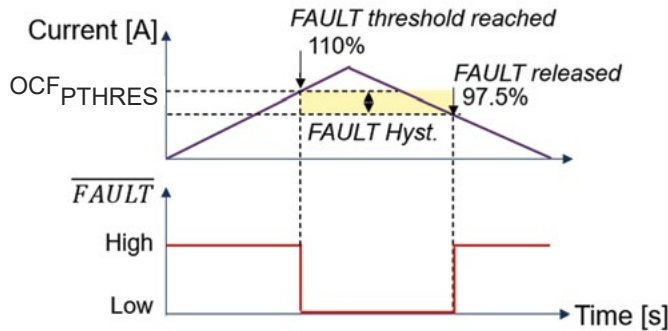 FAULT threshold reached
Current [A]
110%
FAULT released
OCFPTHRES
97.5%
FAULT Hyst.
FAULT
High
Low
Time [s]